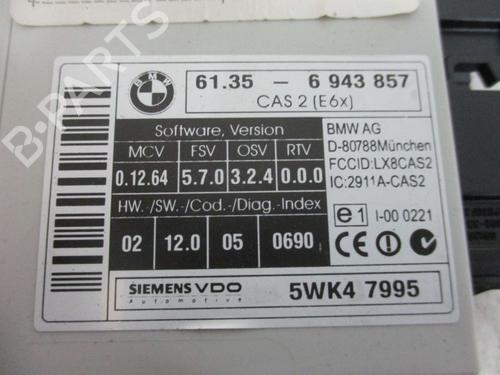 BMW
61.35 - 6 943 857
CAS 2 (E6x)
Software, Version
MCV FSV OSV RTV
0.12.64 5.7.0 3.2.4 0.0.0
HW.-/SW.-/Cod.-/Diag.-Index
02 12.0 05 0690
BMW AG
D-80788München
FCCID:LX8CAS2
IC:2911A-CAS2
e1 I-00 0221
CE
SIEMENS VDO
Automotive
5WK4 7995
B-PARTS